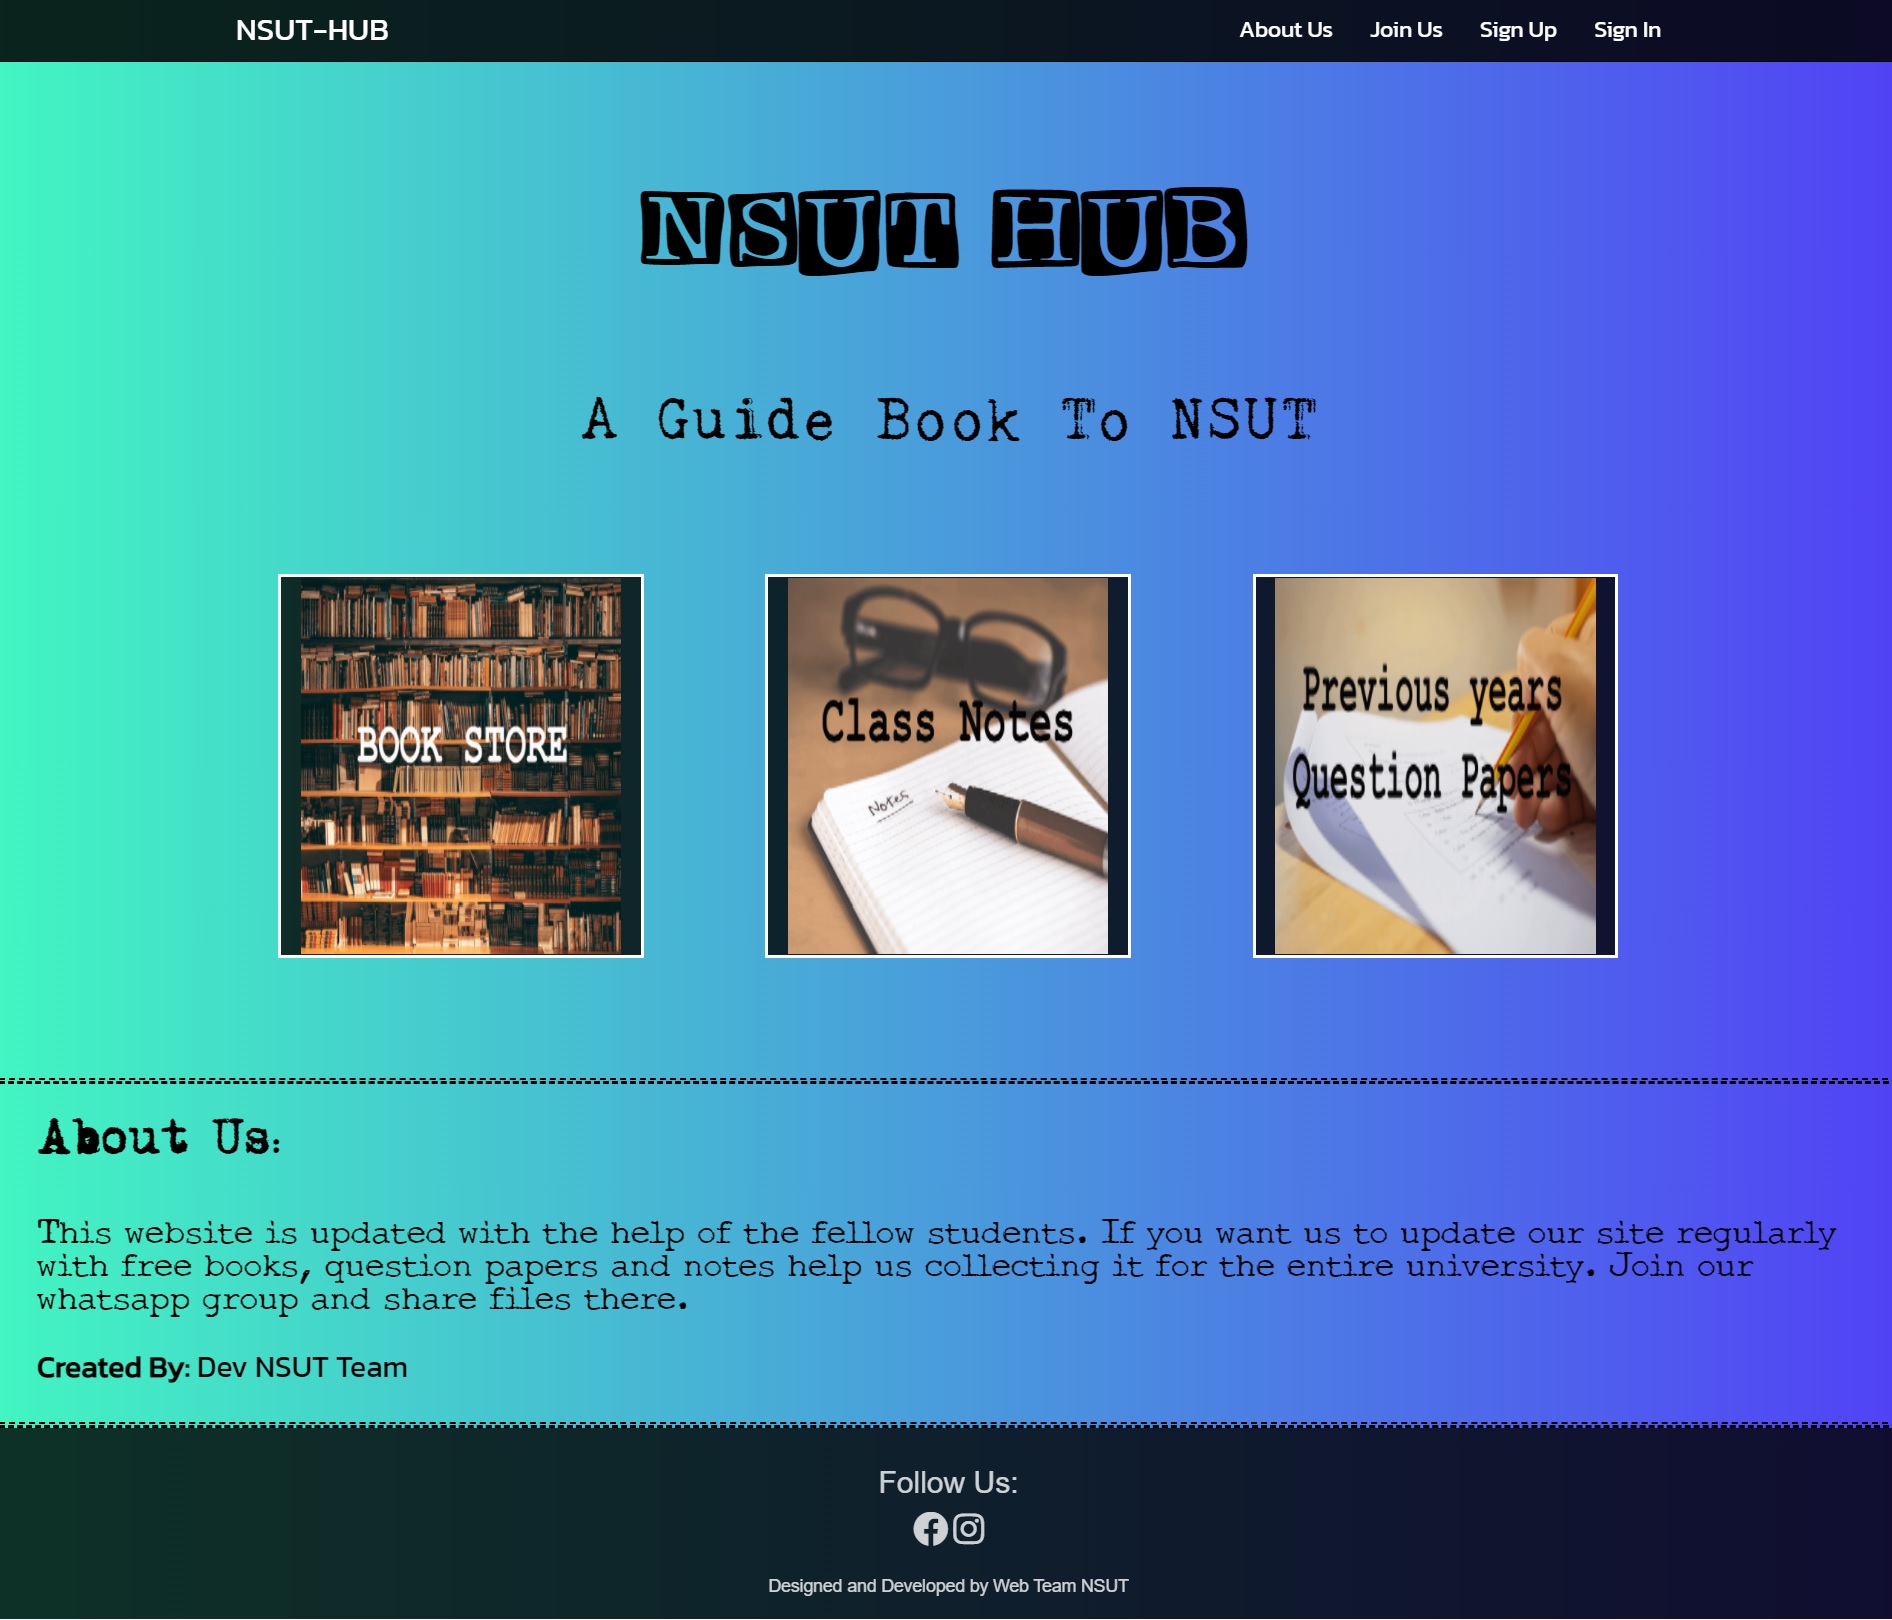 NSUT-HUB
About Us Join Us Sign Up Sign In
NSUT HUB
A Guide Book To NSUT
BOOK STORE
Class Notes
Notes
Previous years
Question Papers
About Us:
This website is updated with the help of the fellow students. If you want us to update our site regularly
with free books, question papers and notes help us collecting it for the entire university. Join our
whatsapp group and share files there.
Created By: Dev NSUT Team
Follow Us:
Designed and Developed by Web Team NSUT